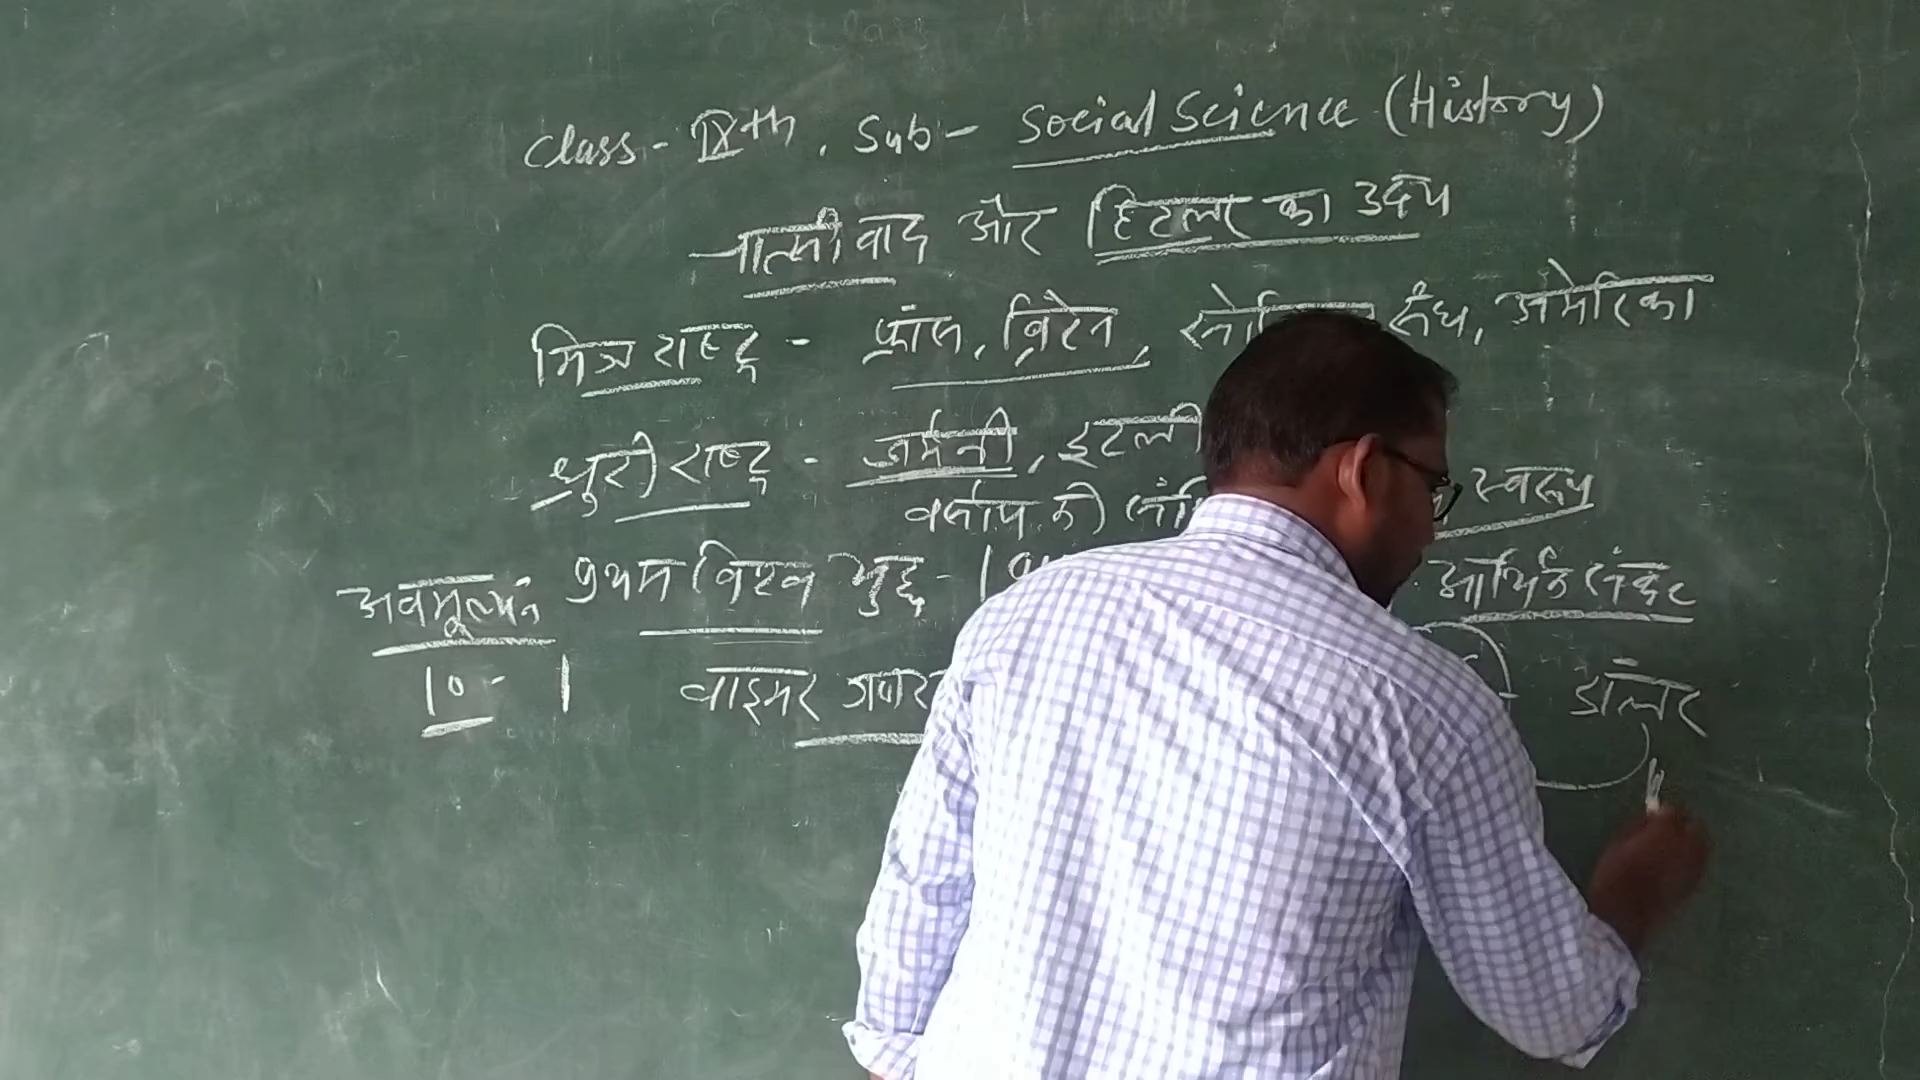 Class - IXth. Sub - Social Science (History)
नात्सीवाद और हिटलर का उदय
मित्र राष्ट्र - फ्रांस, ब्रिटेन, संघ, अमेरिका
धुरी राष्ट्र - जर्मनी, इटली
वर्साय की स्वरूप
अवमूल्यन प्रथम विश्व युद्ध - आर्थिक संकट
10 - 1 वाइमर डॉलर